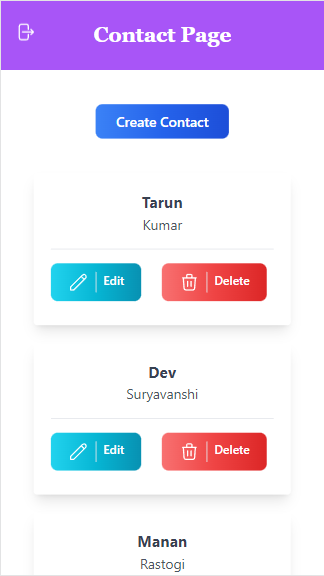 Contact Page
Create Contact
Tarun
Kumar
Edit
Delete
Dev
Suryavanshi
Edit
Delete
Manan
Rastogi